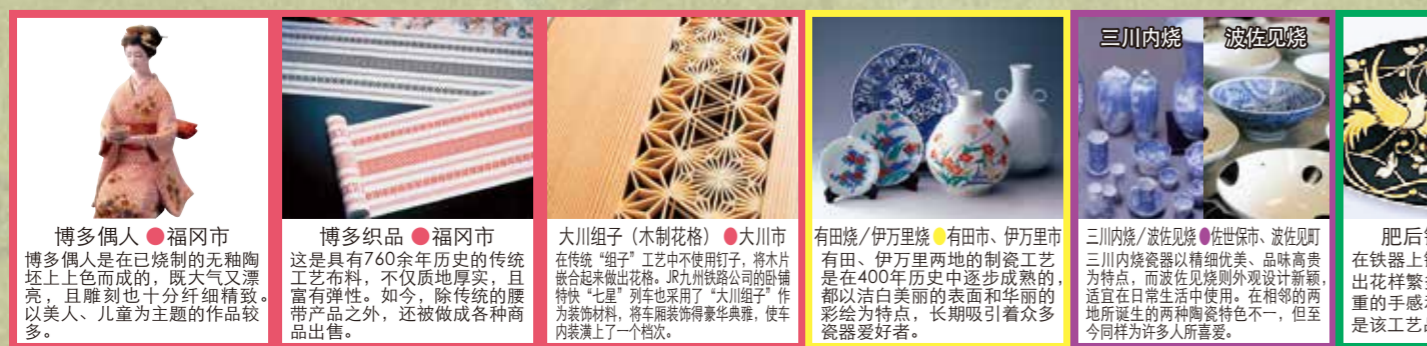 博多偶人 ●福冈市
博多偶人是在已烧制的无釉陶
坯上上色而成的，既大气又漂
亮，且雕刻也十分纤细精致。
以美人、儿童为主题的作品较
多。
博多织品 ●福冈市
这是具有760余年历史的传统
工艺布料，不仅质地厚实，且
富有弹性。如今，除传统的腰
带产品之外，还被做成各种商
品出售。
大川组子（木制花格） ●大川市
在传统“组子”工艺中不使用钉子，将木片
嵌合起来做出花格。JR九州铁路公司的卧铺
特快“七星”列车也采用了“大川组子”作
为装饰材料，将车厢装饰得豪华典雅，使车
内装潢上了一个档次。
有田烧/伊万里烧●有田市、伊万里市
有田、伊万里两地的制瓷工艺
是在400年历史中逐步成熟的，
都以洁白美丽的表面和华丽的
彩绘为特点，长期吸引着众多
瓷器爱好者。
三川内烧 波佐见烧
三川内烧/波佐见烧●佐世保市、波佐见町
三川内烧瓷器以精细优美、品味高贵
为特点，而波佐见烧则外观设计新颖，
适宜在日常生活中使用。在相邻的两
地所诞生的两种陶瓷特色不一，但至
今同样为许多人所喜爱。
肥后
在铁器上
出花样繁
重的手感
是该工艺